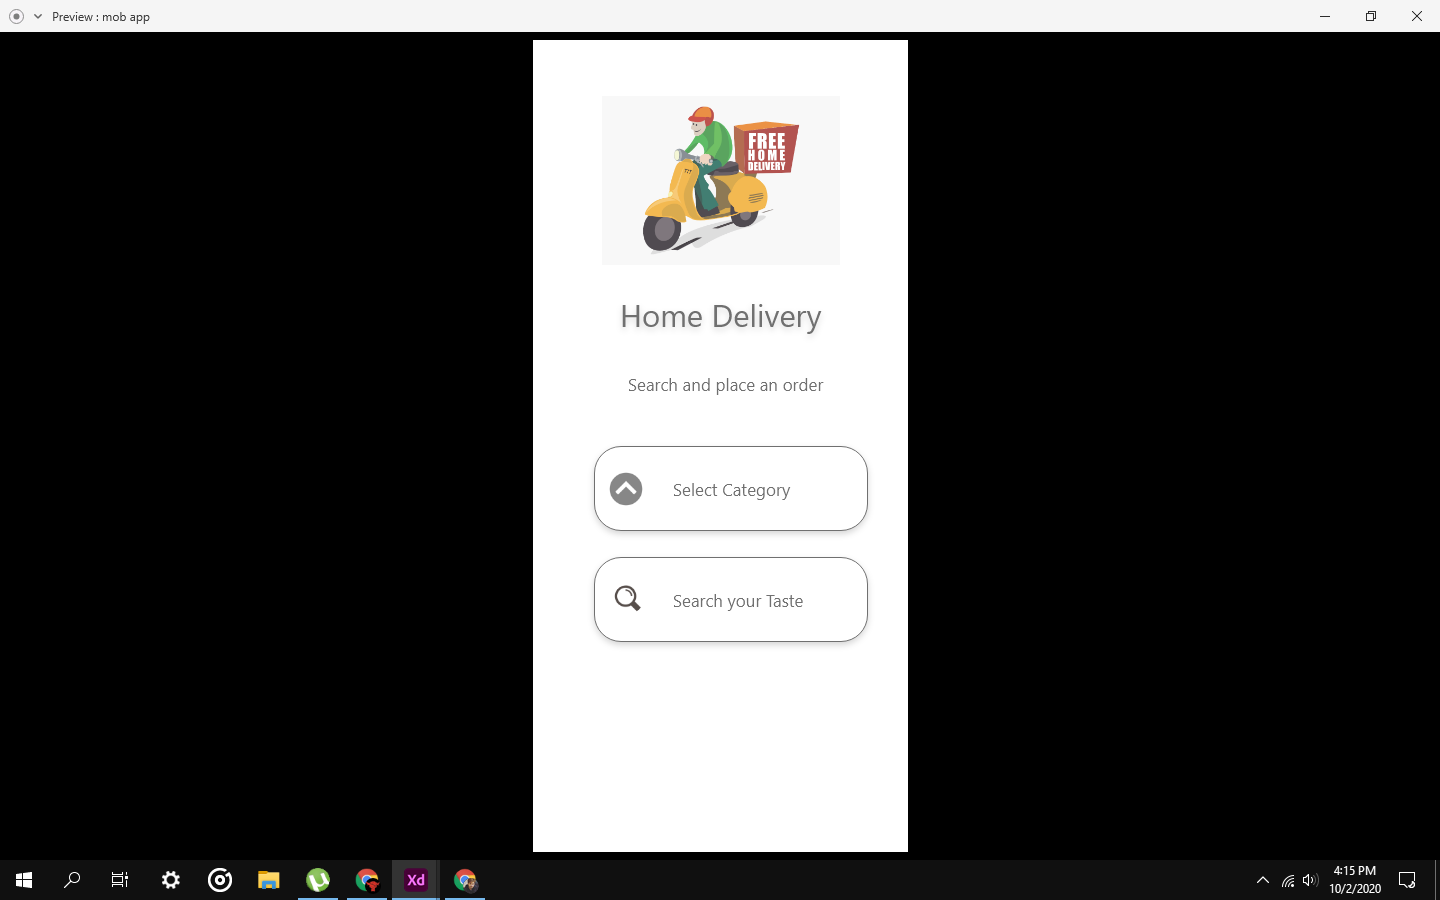 Preview : mob app
FREE
HOME
DELIVERY
Home Delivery
Search and place an order
Select Category
Search your Taste
Xd
4:15 PM
10/2/2020